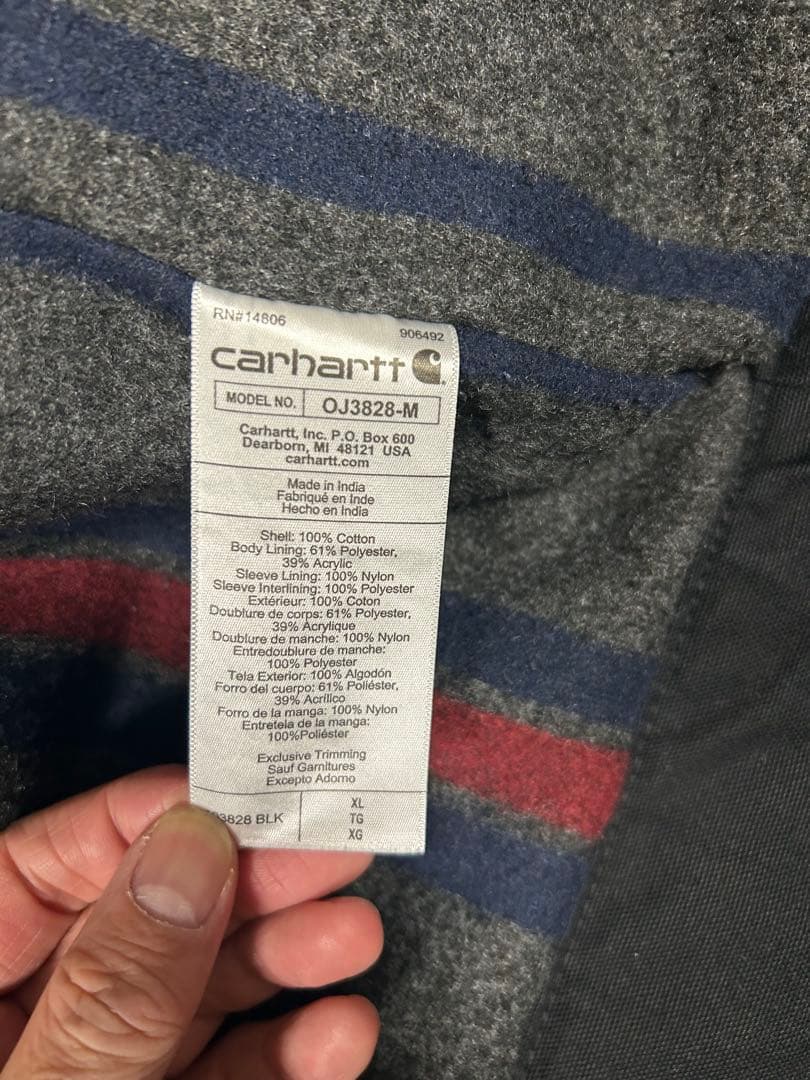 RN#14806
906492
carhartt
MODEL NO. OJ3828-M
Carhartt, Inc. P.O. Box 600
Dearborn, MI 48121 USA
carhartt.com
Made in India
Fabriqué en Inde
Hecho en India
Shell: 100% Cotton
Body Lining: 61% Polyester,
39% Acrylic
Sleeve Lining: 100% Nylon
Sleeve Interlining: 100% Polyester
Extérieur: 100% Coton
Doublure de corps: 61% Polyester,
39% Acrylique
Doublure de manche: 100% Nylon
Entredoublure de manche:
100% Polyester
Tela Exterior: 100% Algodón
Forro del cuerpo: 61% Poliéster,
39% Acrílico
Forro de la manga: 100% Nylon
Entretela de la manga:
100%Poliéster
Exclusive Trimming
Sauf Garnitures
Excepto Adorno
3828 BLK
XL
TG
XG